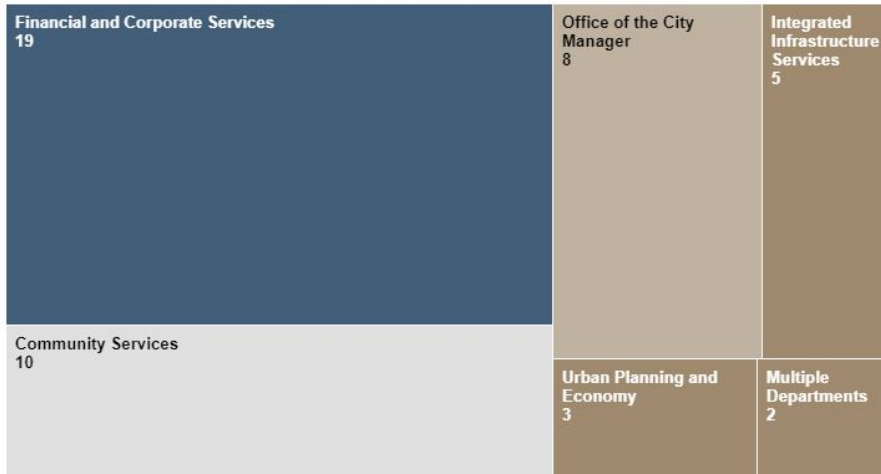 Financial and Corporate Services
19
Community Services
10
Office of the City
Manager
8
Integrated
Infrastructure
Services
5
Urban Planning and
Economy
3
Multiple
Departments
2